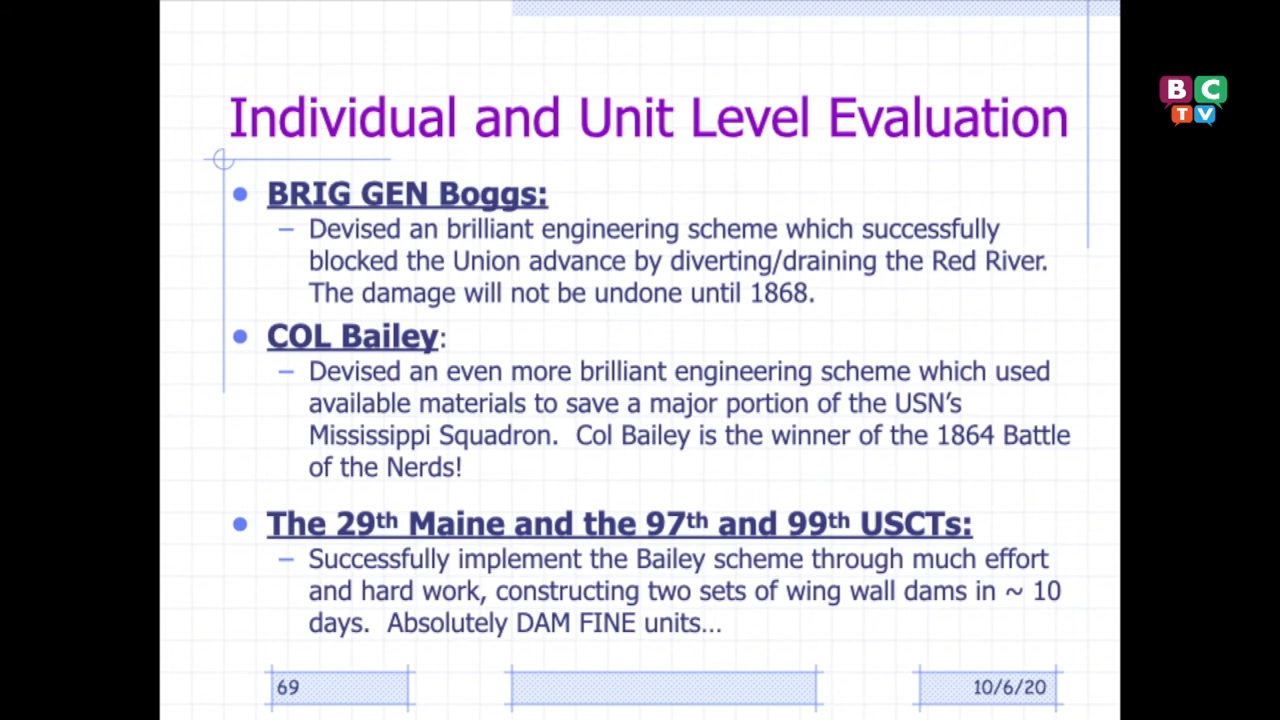 BC
TV
Individual and Unit Level Evaluation
BRIG GEN Boggs:
– Devised an brilliant engineering scheme which successfully
blocked the Union advance by diverting/draining the Red River.
The damage will not be undone until 1868.
COL Bailey:
– Devised an even more brilliant engineering scheme which used
available materials to save a major portion of the USN’s
Mississippi Squadron.  Col Bailey is the winner of the 1864 Battle
of the Nerds!
The 29th Maine and the 97th and 99th USCTs:
– Successfully implement the Bailey scheme through much effort
and hard work, constructing two sets of wing wall dams in ~ 10
days.  Absolutely DAM FINE units…
69
10/6/20